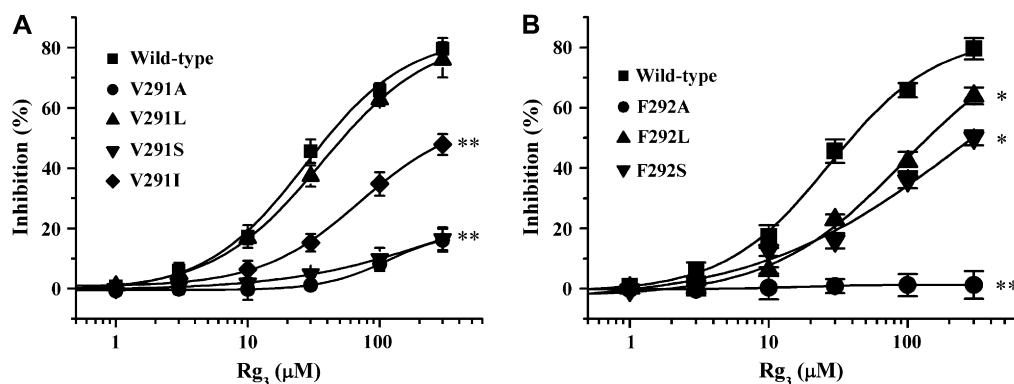 A
Wild-type
V291A
V291L
V291S
V291I
Inhibition (%)
80
60
40
20
0
**
**
1
10
100
Rg₃ (μM)
B
Wild-type
F292A
F292L
F292S
Inhibition (%)
80
60
40
20
0
*
*
**
1
10
100
Rg₃ (μM)